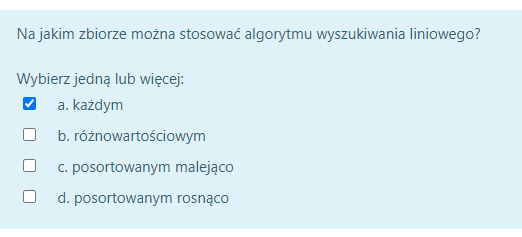 Na jakim zbiorze można stosować algorytmu wyszukiwania liniowego?
Wybierz jedną lub więcej:
a. każdym
b. różnowartościowym
c. posortowanym malejąco
d. posortowanym rosnąco